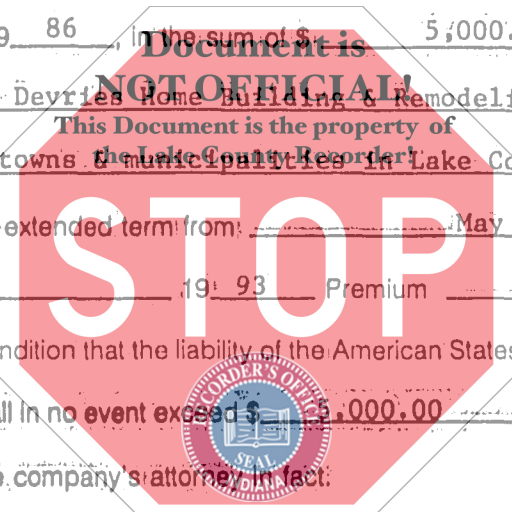 9 86 , in the sum of $ 5,000.
Document is
NOT OFFICIAL!
Devries Home Building & Remodeli
This Document is the property of
the Lake County Recorder!
towns & municipalities in Lake Co
extended term from May
STOP
19 93 Premium
ndition that the liability of the American States
RECORDER'S OFFICE
SEAL
INDIANA
ll in no event exceed $ 5,000.00
company's attorney in fact: